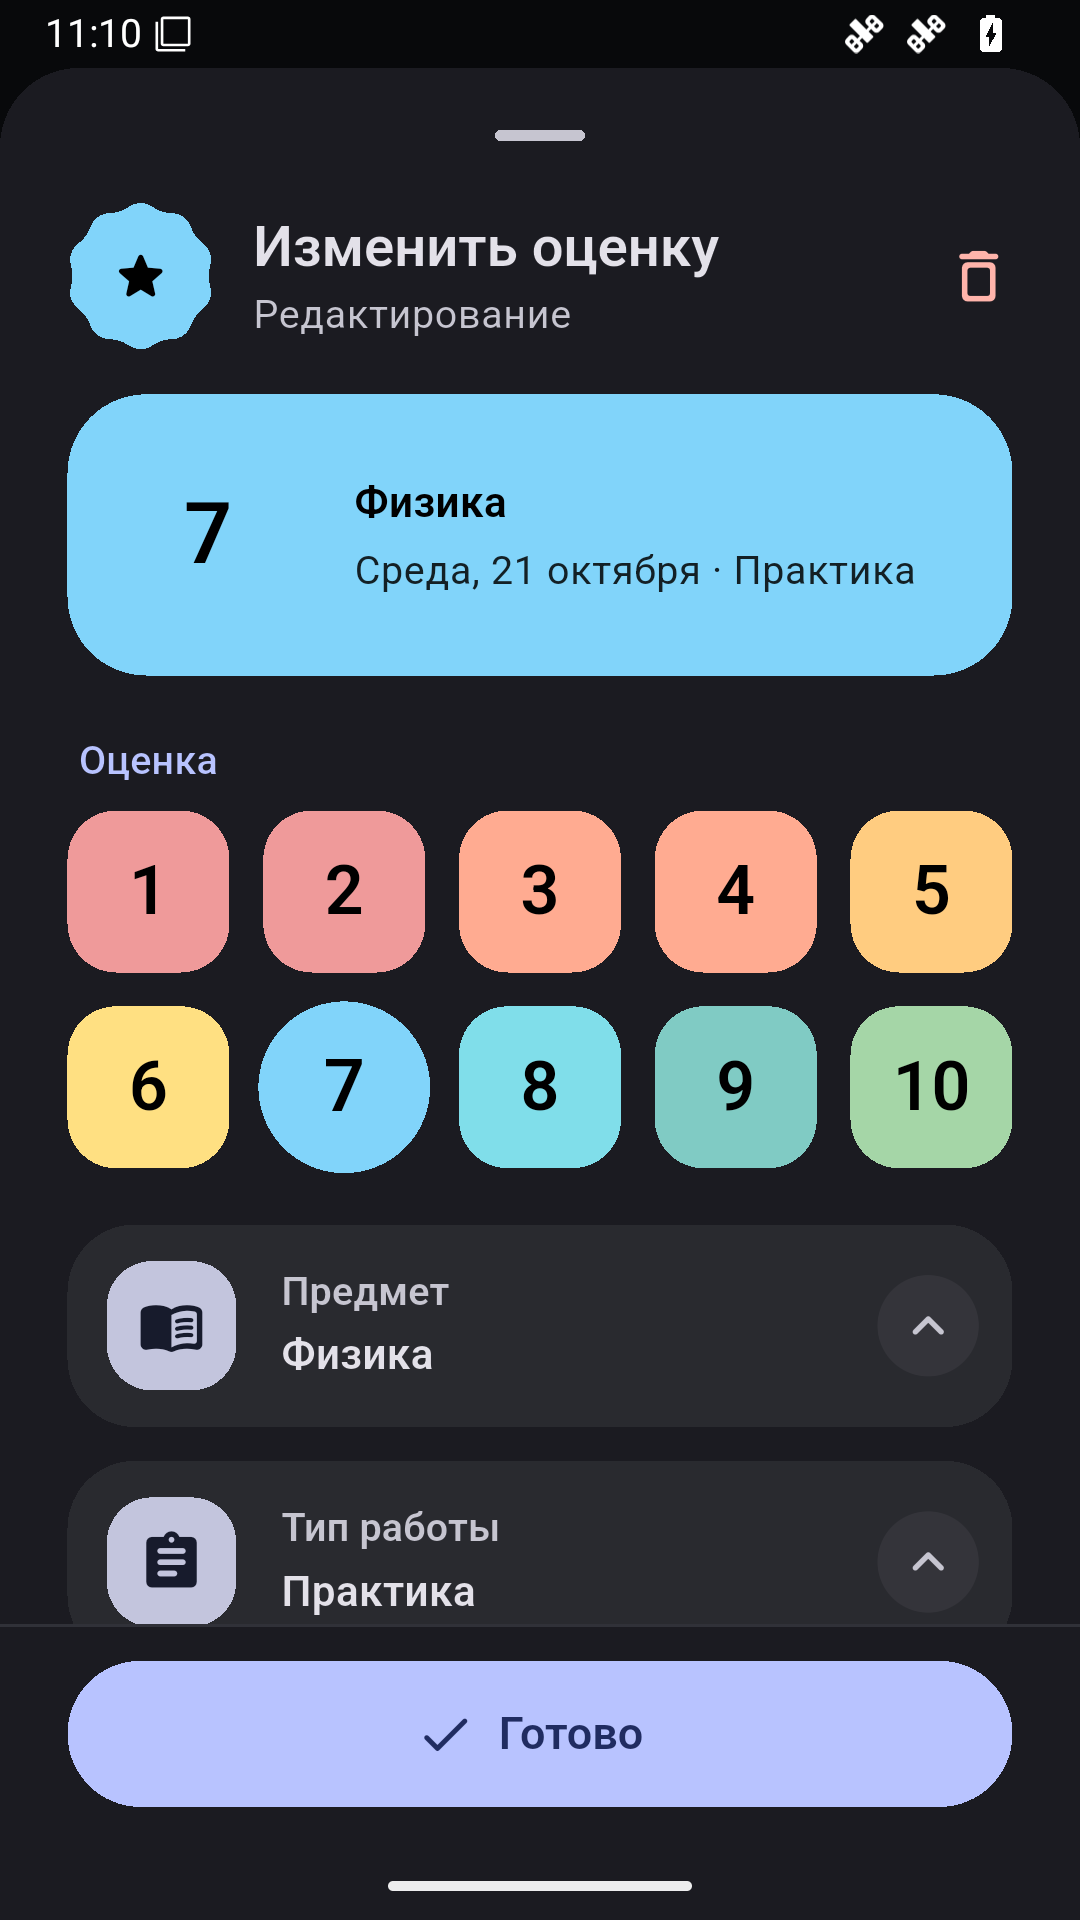 11:10
Изменить оценку
Редактирование
7
Физика
Среда, 21 октября · Практика
Оценка
1 2 3 4 5
6 7 8 9 10
Предмет
Физика
Тип работы
Практика
Готово